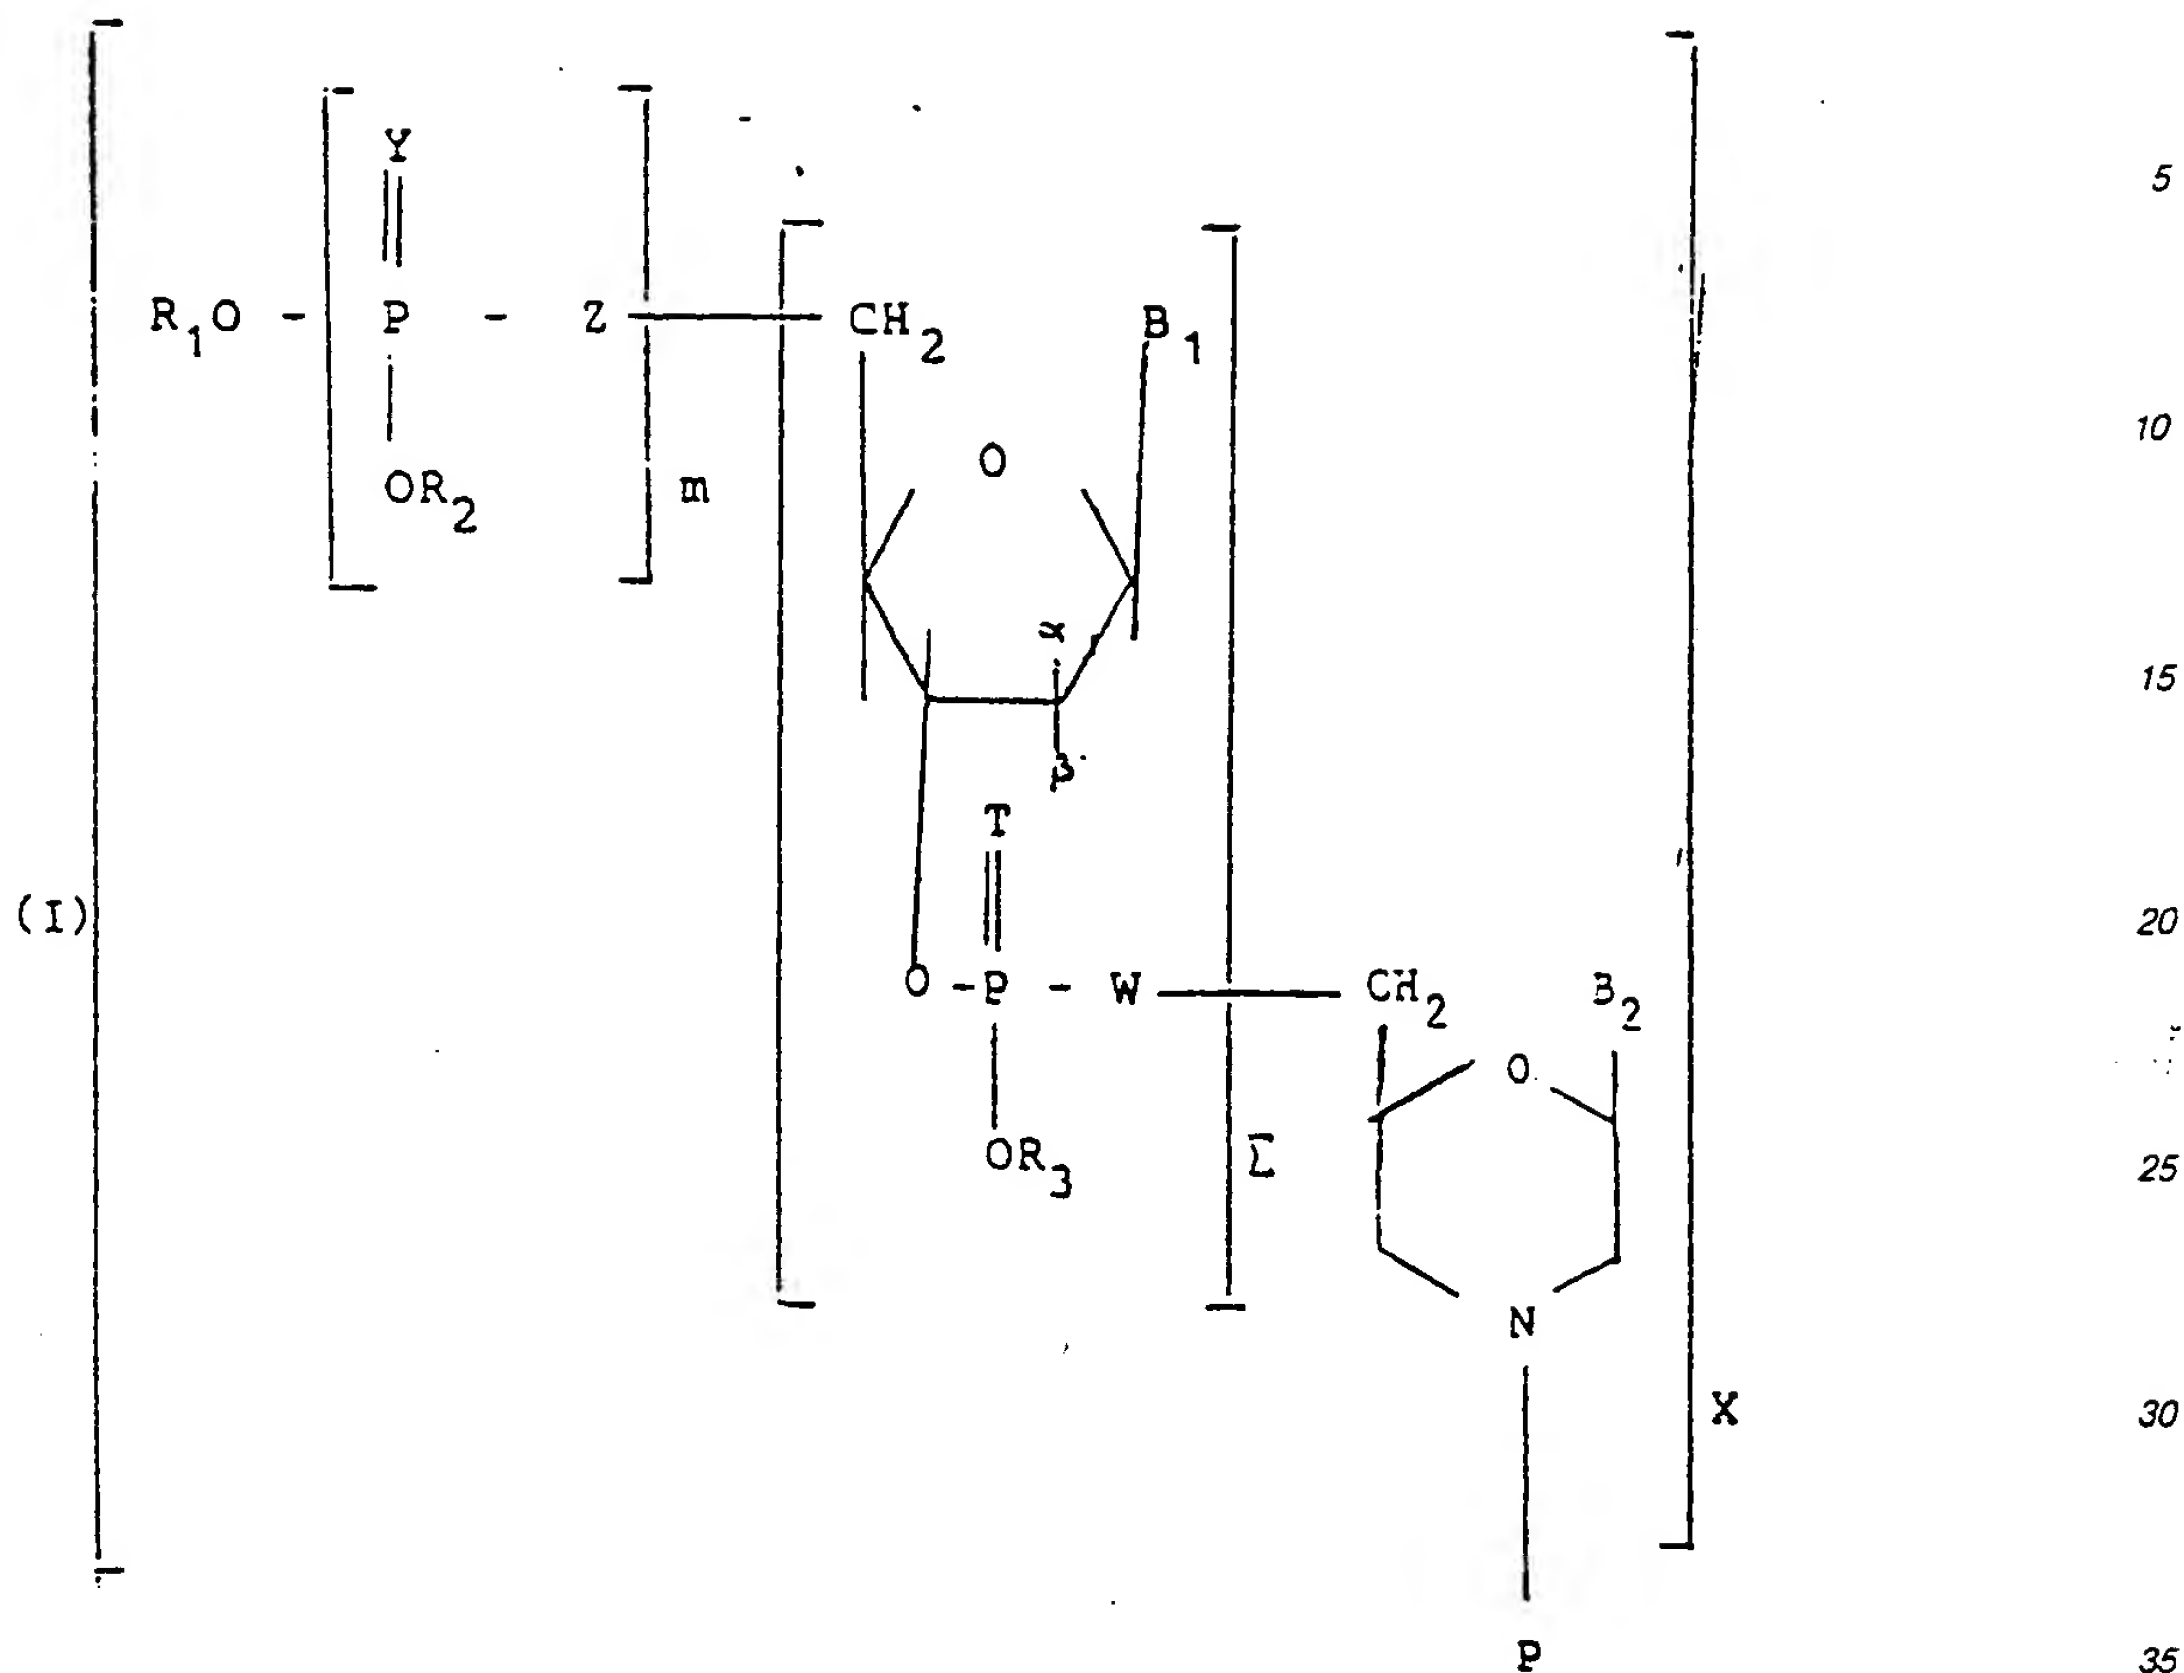 Y
5
R1O - P - Z CH2 B1
O
10
OR2 m
α
15
β
T
(I) 20
O - P - W CH2 B2
O
OR3 Σ 25
N
X 30
P 35